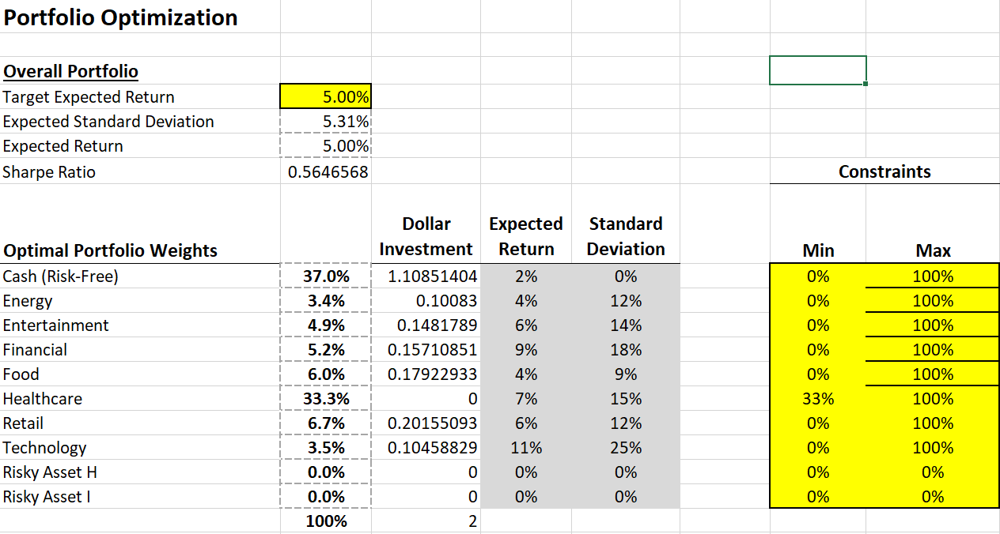 Portfolio Optimization
Overall Portfolio
Target Expected Return 5.00%
Expected Standard Deviation 5.31%
Expected Return 5.00%
Sharpe Ratio 0.5646568 Constraints
Dollar Expected Standard
Optimal Portfolio Weights Investment Return Deviation Min Max
Cash (Risk-Free) 37.0% 1.10851404 2% 0% 0% 100%
Energy 3.4% 0.10083 4% 12% 0% 100%
Entertainment 4.9% 0.1481789 6% 14% 0% 100%
Financial 5.2% 0.15710851 9% 18% 0% 100%
Food 6.0% 0.17922933 4% 9% 0% 100%
Healthcare 33.3% 0 7% 15% 33% 100%
Retail 6.7% 0.20155093 6% 12% 0% 100%
Technology 3.5% 0.10458829 11% 25% 0% 100%
Risky Asset H 0.0% 0 0% 0% 0% 0%
Risky Asset I 0.0% 0 0% 0% 0% 0%
100% 2